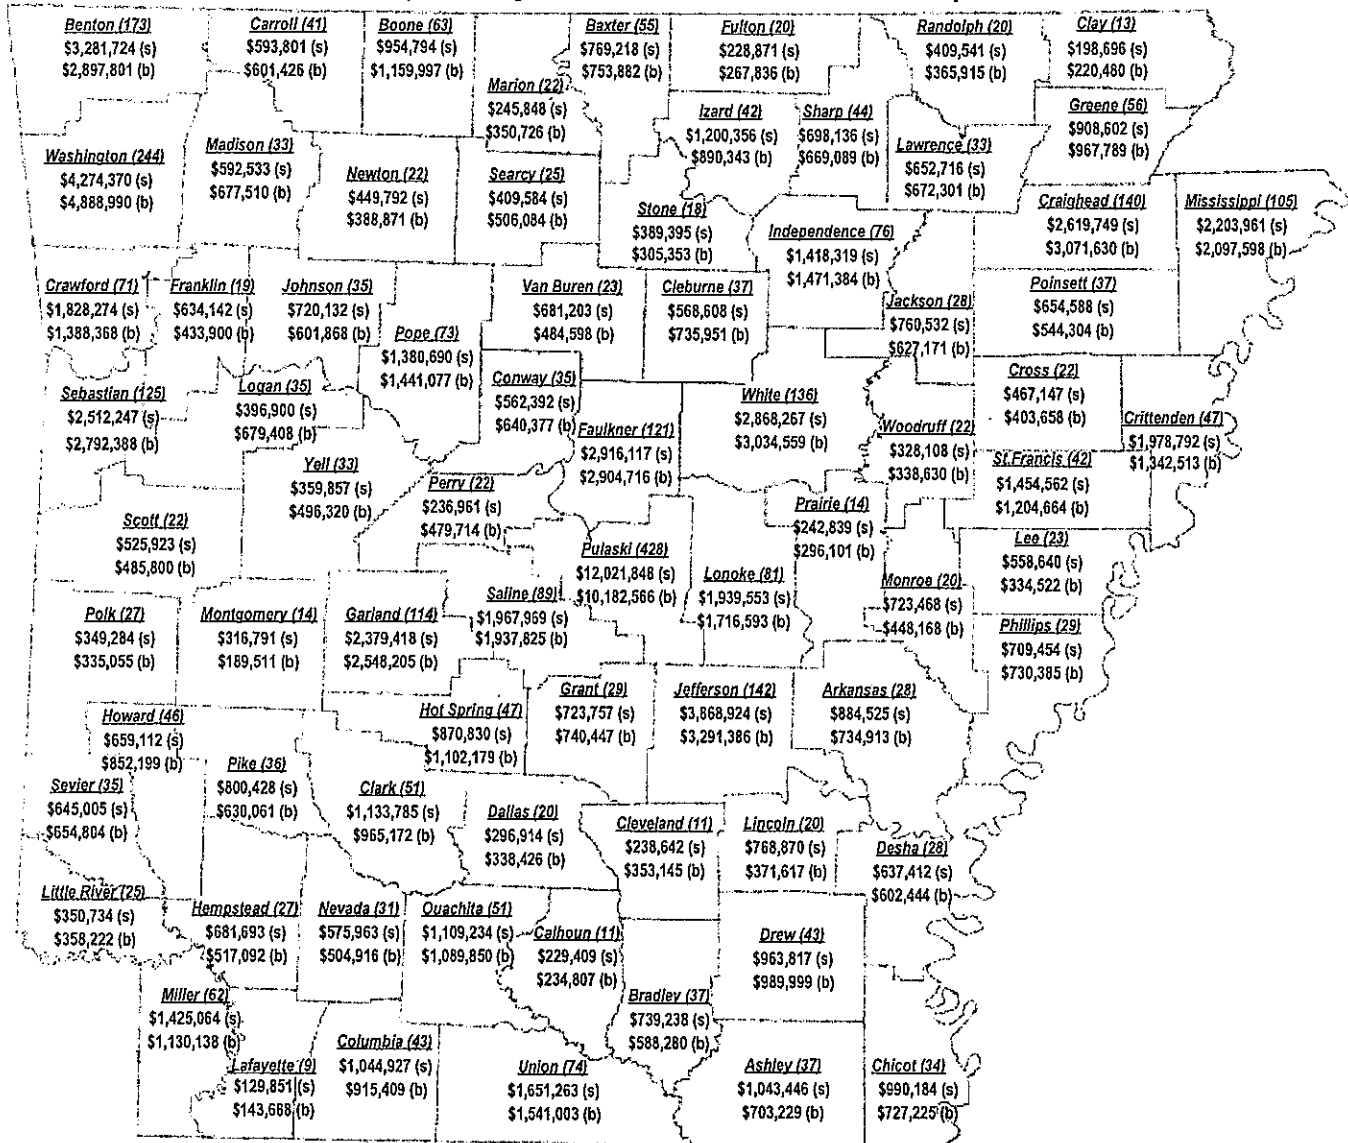 Benton (173)
$3,281,724 (s)
$2,897,801 (b)
Carroll (41)
$593,801 (s)
$601,426 (b)
Boone (63)
$954,794 (s)
$1,159,997 (b)
Marion (22)
$245,848 (s)
$350,726 (b)
Baxter (55)
$769,218 (s)
$753,882 (b)
Fulton (20)
$228,871 (s)
$267,836 (b)
Randolph (20)
$409,541 (s)
$365,915 (b)
Clay (13)
$198,696 (s)
$220,480 (b)
Washington (244)
$4,274,370 (s)
$4,888,990 (b)
Madison (33)
$592,533 (s)
$677,510 (b)
Newton (22)
$449,792 (s)
$388,871 (b)
Searcy (25)
$409,584 (s)
$506,084 (b)
Izard (42)
$1,200,356 (s)
$890,343 (b)
Sharp (44)
$698,136 (s)
$669,089 (b)
Lawrence (33)
$652,716 (s)
$672,301 (b)
Greene (56)
$908,602 (s)
$967,789 (b)
Stone (18)
$389,395 (s)
$305,353 (b)
Independence (76)
$1,418,319 (s)
$1,471,384 (b)
Craighead (140)
$2,619,749 (s)
$3,071,630 (b)
Mississippi (105)
$2,203,961 (s)
$2,097,598 (b)
Crawford (71)
$1,828,274 (s)
$1,388,368 (b)
Franklin (19)
$634,142 (s)
$433,900 (b)
Johnson (35)
$720,132 (s)
$601,868 (b)
Pope (73)
$1,380,690 (s)
$1,441,077 (b)
Van Buren (23)
$681,203 (s)
$484,598 (b)
Cleburne (37)
$568,608 (s)
$735,951 (b)
Jackson (28)
$760,532 (s)
$627,171 (b)
Poinsett (37)
$654,588 (s)
$544,304 (b)
Sebastian (125)
$2,512,247 (s)
$2,792,388 (b)
Logan (35)
$396,900 (s)
$679,408 (b)
Conway (35)
$562,392 (s)
$640,377 (b)
Faulkner (121)
$2,916,117 (s)
$2,904,716 (b)
White (136)
$2,868,267 (s)
$3,034,559 (b)
Woodruff (22)
$328,108 (s)
$338,630 (b)
Cross (22)
$467,147 (s)
$403,658 (b)
Crittenden (47)
$1,978,792 (s)
$1,342,513 (b)
Yell (33)
$359,857 (s)
$496,320 (b)
Perry (22)
$236,961 (s)
$479,714 (b)
St.Francis (42)
$1,454,562 (s)
$1,204,664 (b)
Scott (22)
$525,923 (s)
$485,800 (b)
Pulaski (428)
$12,021,848 (s)
$10,182,566 (b)
Prairie (14)
$242,839 (s)
$296,101 (b)
Lee (23)
$558,640 (s)
$334,522 (b)
Polk (27)
$349,284 (s)
$335,055 (b)
Montgomery (14)
$316,791 (s)
$189,511 (b)
Garland (114)
$2,379,418 (s)
$2,548,205 (b)
Saline (89)
$1,967,969 (s)
$1,937,825 (b)
Lonoke (81)
$1,939,553 (s)
$1,716,593 (b)
Monroe (20)
$723,468 (s)
$448,168 (b)
Phillips (29)
$709,454 (s)
$730,385 (b)
Howard (46)
$659,112 (s)
$852,199 (b)
Hot Spring (47)
$870,830 (s)
$1,102,179 (b)
Grant (29)
$723,757 (s)
$740,447 (b)
Jefferson (142)
$3,868,924 (s)
$3,291,386 (b)
Arkansas (28)
$884,525 (s)
$734,913 (b)
Sevier (35)
$645,005 (s)
$654,804 (b)
Pike (36)
$800,428 (s)
$630,061 (b)
Clark (51)
$1,133,785 (s)
$965,172 (b)
Dallas (20)
$296,914 (s)
$338,426 (b)
Cleveland (11)
$238,642 (s)
$353,145 (b)
Lincoln (20)
$768,870 (s)
$371,617 (b)
Desha (28)
$637,412 (s)
$602,444 (b)
Little River (25)
$350,734 (s)
$358,222 (b)
Hempstead (27)
$681,693 (s)
$517,092 (b)
Nevada (31)
$575,963 (s)
$504,916 (b)
Ouachita (51)
$1,109,234 (s)
$1,089,850 (b)
Calhoun (11)
$229,409 (s)
$234,807 (b)
Drew (43)
$963,817 (s)
$989,999 (b)
Miller (62)
$1,425,064 (s)
$1,130,138 (b)
Bradley (37)
$739,238 (s)
$588,280 (b)
Lafayette (9)
$129,851 (s)
$143,688 (b)
Columbia (43)
$1,044,927 (s)
$915,409 (b)
Union (74)
$1,651,263 (s)
$1,541,003 (b)
Ashley (37)
$1,043,446 (s)
$703,229 (b)
Chicot (34)
$990,184 (s)
$727,225 (b)